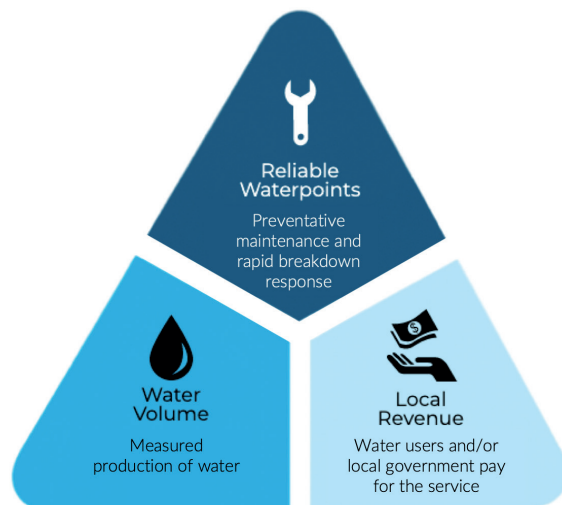 Reliable
Waterpoints
Preventative
maintenance and
rapid breakdown
response
Water
Volume
Measured
production of water
$
Local
Revenue
Water users and/or
local government pay
for the service